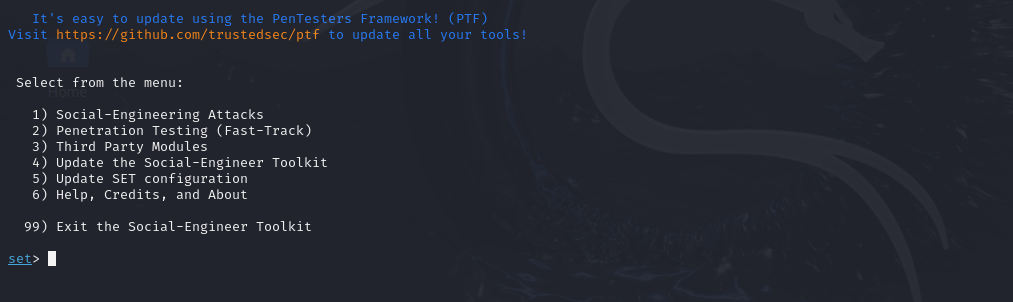 It's easy to update using the PenTesters Framework! (PTF)
Visit https://github.com/trustedsec/ptf to update all your tools!
Home
Select from the menu:
1) Social-Engineering Attacks
2) Penetration Testing (Fast-Track)
3) Third Party Modules
4) Update the Social-Engineer Toolkit
5) Update SET configuration
6) Help, Credits, and About
99) Exit the Social-Engineer Toolkit
set>